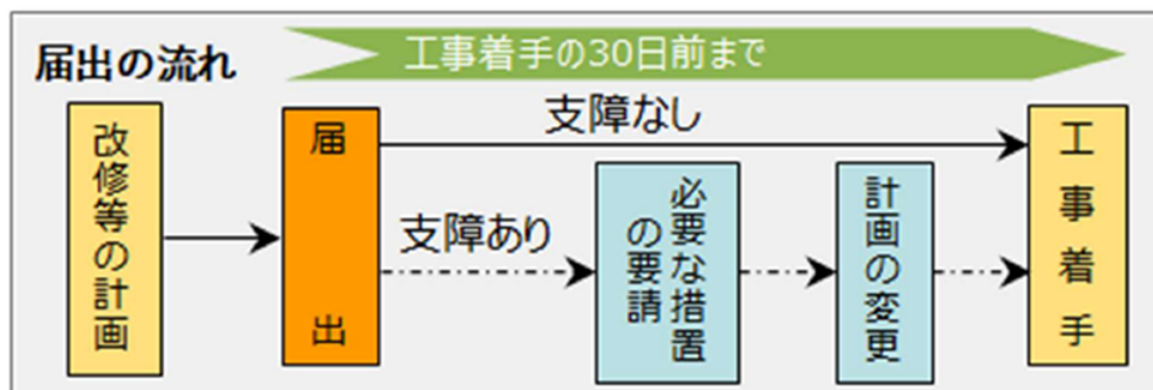 届出の流れ
工事着手の30日前まで
改修等の計画
届出
支障なし
支障あり
必要な措置
の要請
計画の変更
工事着手